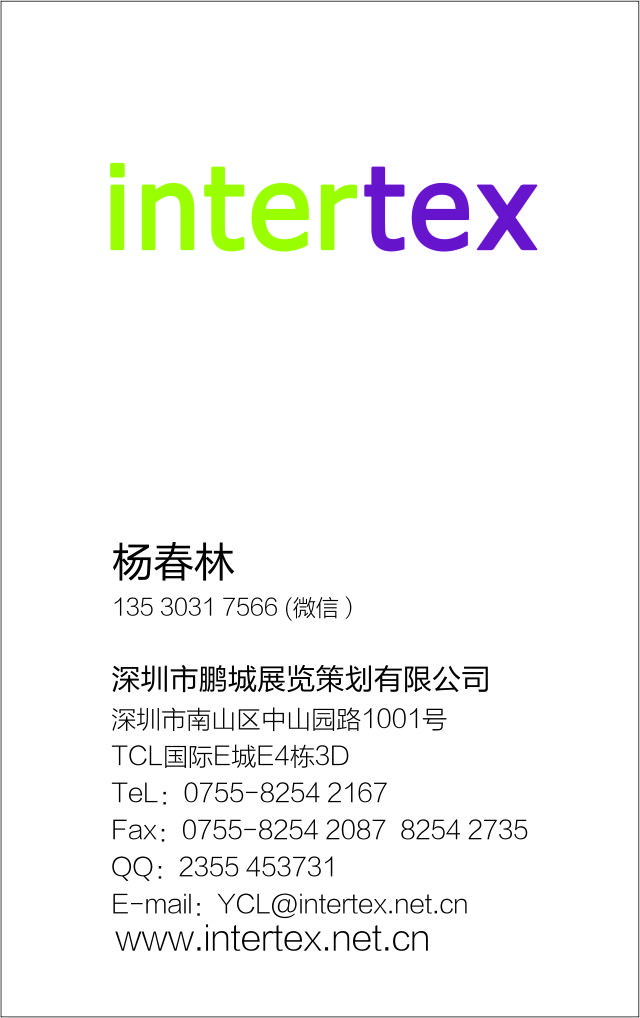 intertex
杨春林
135 3031 7566 (微信 )
深圳市鹏城展览策划有限公司
深圳市南山区中山园路1001号
TCL国际E城E4栋3D
TeL：0755-8254 2167
Fax：0755-8254 2087  8254 2735
QQ：2355 453731
E-mail：YCL@intertex.net.cn
www.intertex.net.cn